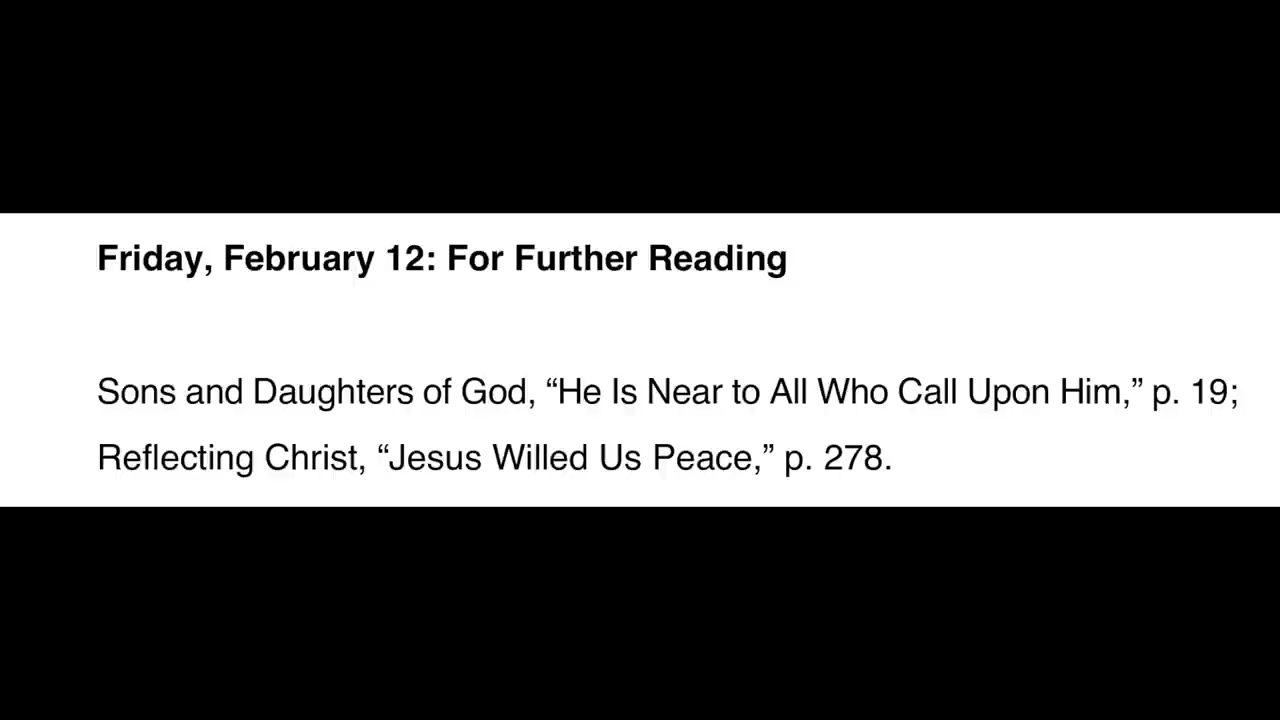 Friday, February 12: For Further Reading
Sons and Daughters of God, “He Is Near to All Who Call Upon Him,” p. 19;
Reflecting Christ, “Jesus Willed Us Peace,” p. 278.